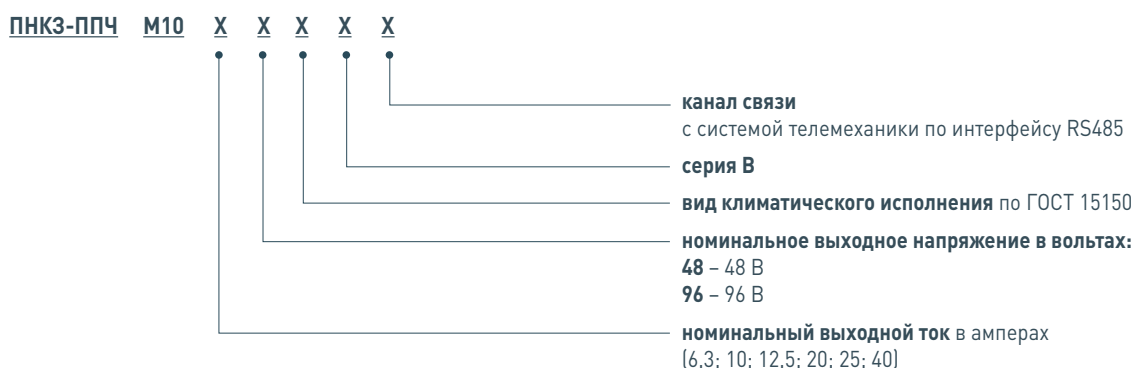 ПНКЗ-ППЧ М10 Х Х Х Х Х
канал связи
с системой телемеханики по интерфейсу RS485
серия В
вид климатического исполнения по ГОСТ 15150
номинальное выходное напряжение в вольтах:
48 – 48 В
96 – 96 В
номинальный выходной ток в амперах
(6,3; 10; 12,5; 20; 25; 40)